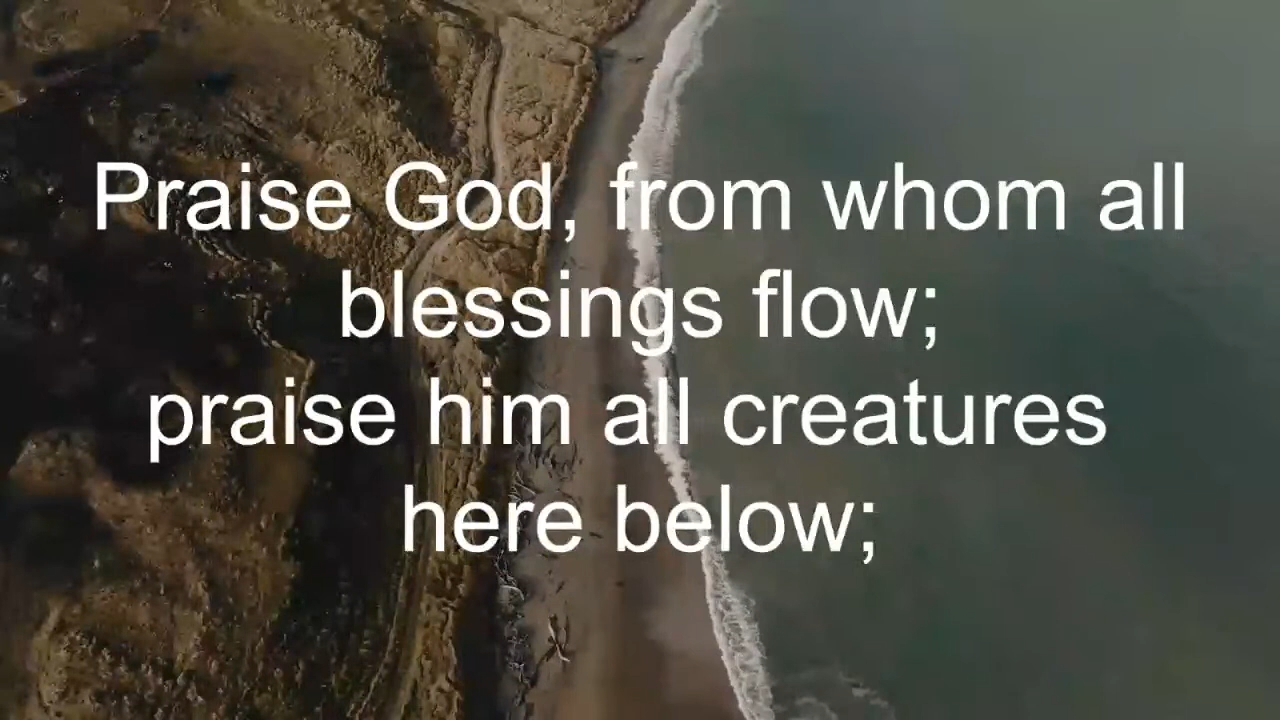 Praise God, from whom all
blessings flow;
praise him all creatures
here below;